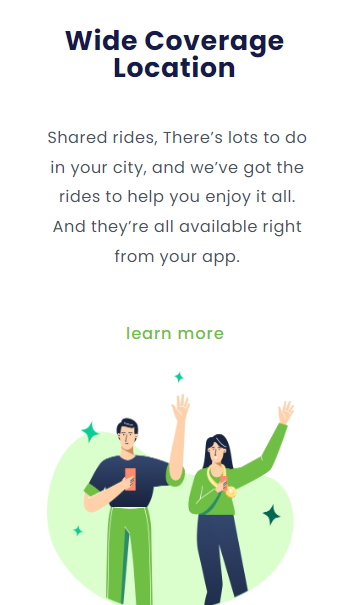 Wide Coverage
Location
Shared rides, There’s lots to do
in your city, and we’ve got the
rides to help you enjoy it all.
And they’re all available right
from your app.
learn more